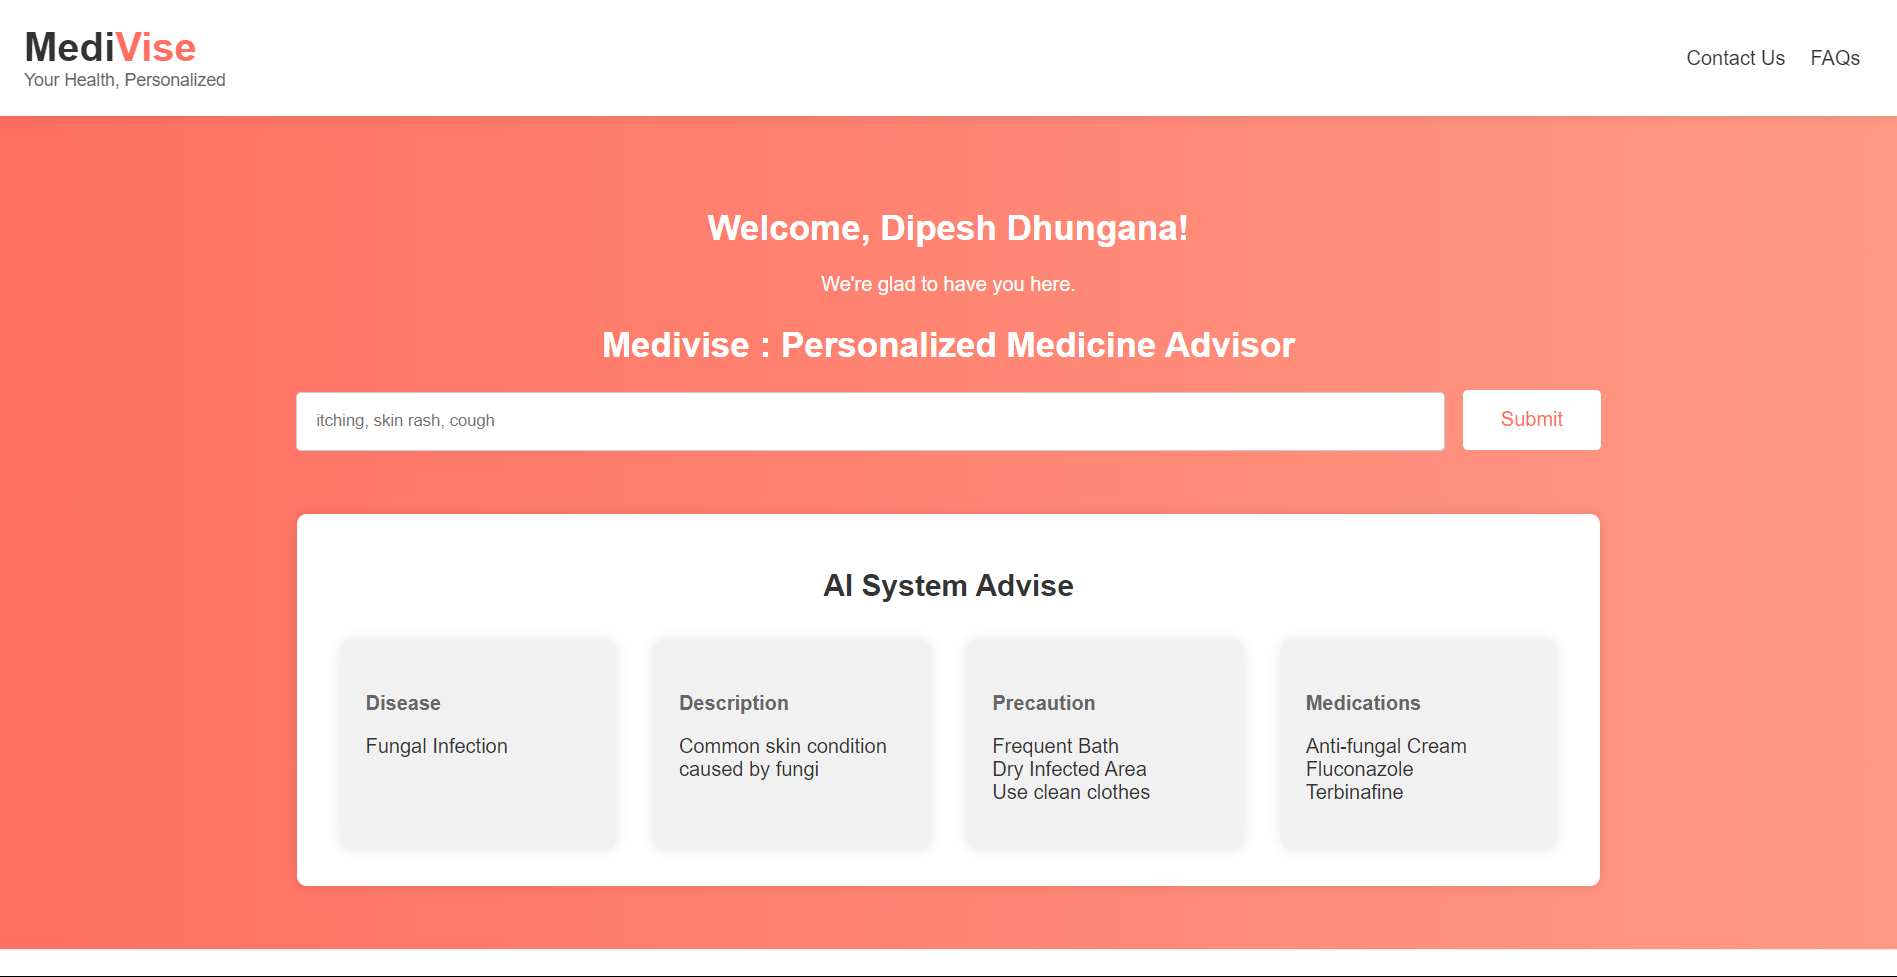 MediVise
Your Health, Personalized
Contact Us
FAQs
Welcome, Dipesh Dhungana!
We're glad to have you here.
Medivise : Personalized Medicine Advisor
itching, skin rash, cough
Submit
AI System Advise
Disease
Fungal Infection
Description
Common skin condition
caused by fungi
Precaution
Frequent Bath
Dry Infected Area
Use clean clothes
Medications
Anti-fungal Cream
Fluconazole
Terbinafine